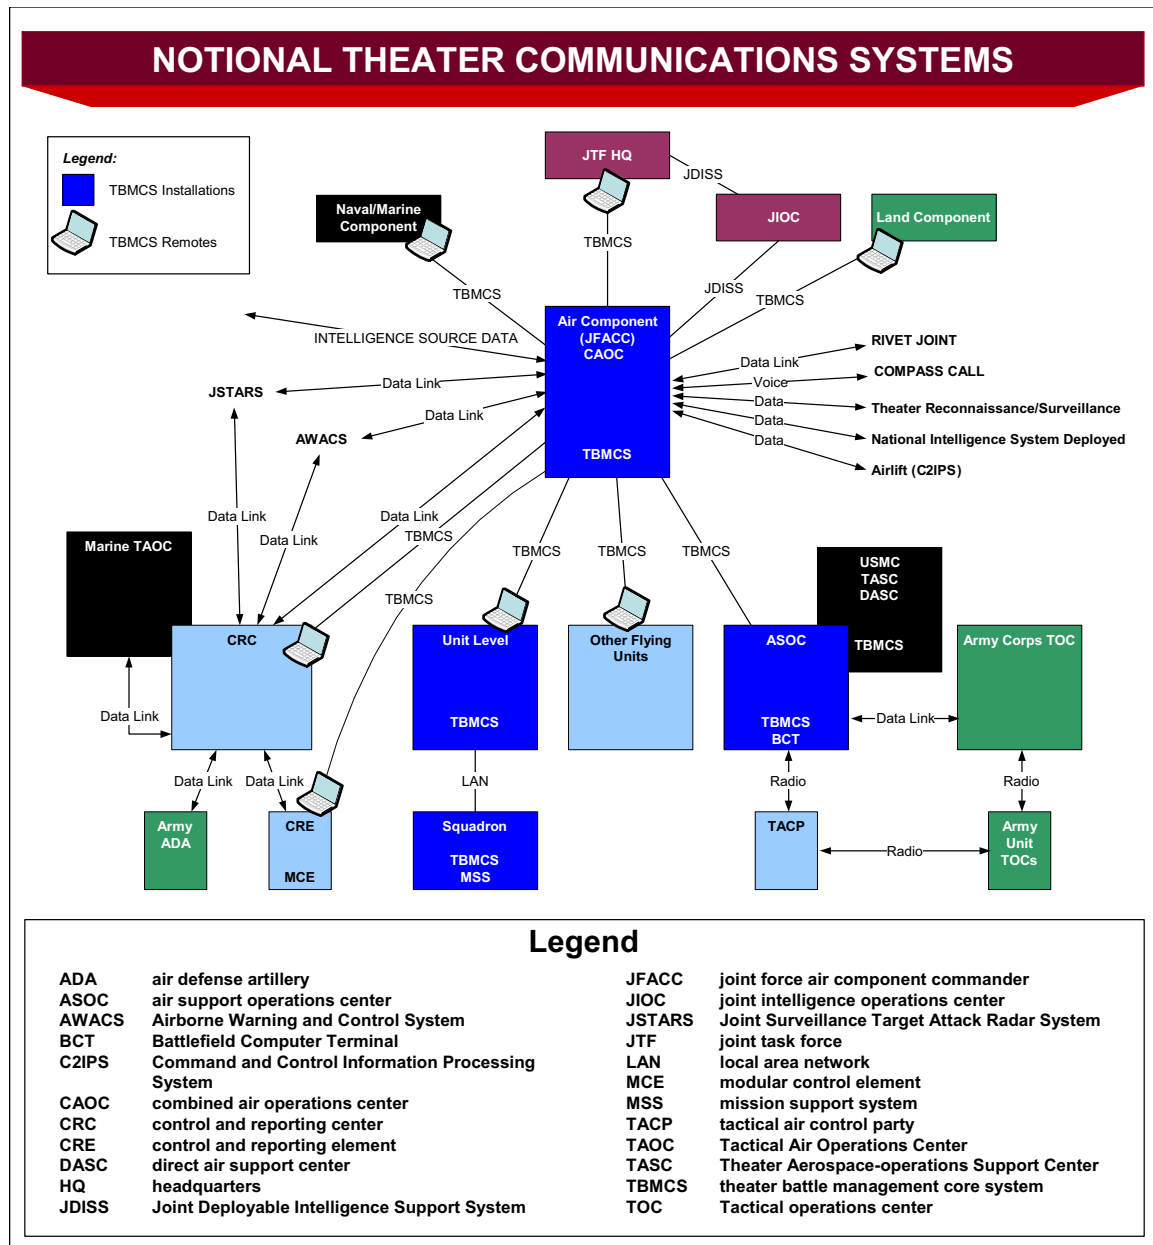 NOTIONAL THEATER COMMUNICATIONS SYSTEMS
Legend:
TBMCS Installations
TBMCS Remotes
JTF HQ
JDISS
Naval/Marine
Component
JIOC
Land Component
TBMCS
TBMCS
JDISS
TBMCS
Air Component
(JFACC)
CAOC
TBMCS
INTELLIGENCE SOURCE DATA
RIVET JOINT
Data Link
COMPASS CALL
Voice
Theater Reconnaissance/Surveillance
Data
National Intelligence System Deployed
Data
Airlift (C2IPS)
Data
JSTARS
Data Link
AWACS
Data Link
Data Link
Data Link
Data Link
TBMCS
TBMCS
TBMCS
TBMCS
TBMCS
Marine TAOC
CRC
Unit Level
TBMCS
Other Flying
Units
ASOC
TBMCS
BCT
USMC
TASC
DASC
TBMCS
Army Corps TOC
Data Link
Data Link
Data Link
Data Link
LAN
Radio
Radio
Army
ADA
CRE
MCE
Squadron
TBMCS
MSS
TACP
Radio
Army
Unit
TOCs
Legend
ADA air defense artillery
ASOC air support operations center
AWACS Airborne Warning and Control System
BCT Battlefield Computer Terminal
C2IPS Command and Control Information Processing
System
CAOC combined air operations center
CRC control and reporting center
CRE control and reporting element
DASC direct air support center
HQ headquarters
JDISS Joint Deployable Intelligence Support System
JFACC joint force air component commander
JIOC joint intelligence operations center
JSTARS Joint Surveillance Target Attack Radar System
JTF joint task force
LAN local area network
MCE modular control element
MSS mission support system
TACP tactical air control party
TAOC Tactical Air Operations Center
TASC Theater Aerospace-operations Support Center
TBMCS theater battle management core system
TOC Tactical operations center